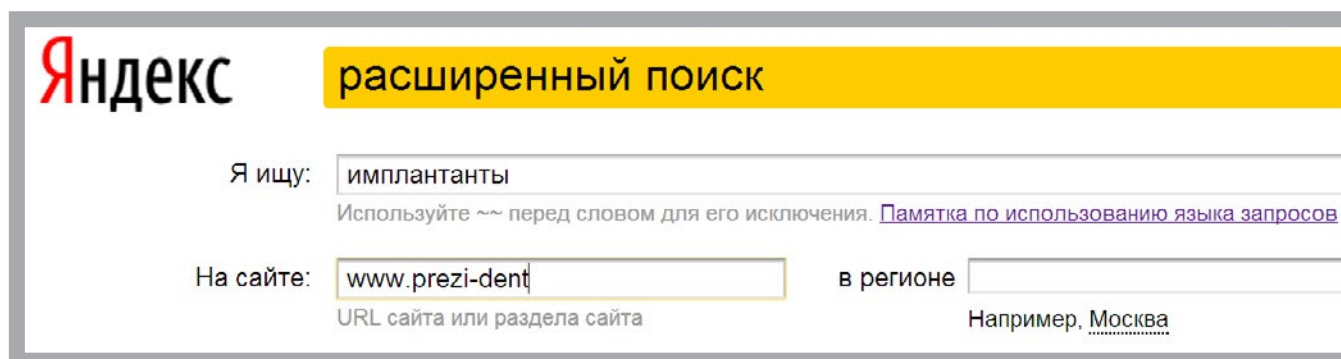 Яндекс расширенный поиск
Я ищу: имплантанты
Используйте ~~ перед словом для его исключения. Памятка по использованию языка запросов
На сайте: www.prezi-dent в регионе
URL сайта или раздела сайта Например, Москва